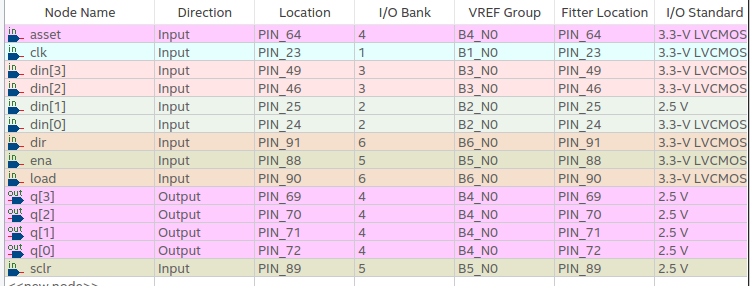 Node Name Direction Location I/O Bank VREF Group Fitter Location I/O Standard
in asset Input PIN_64 4 B4_N0 PIN_64 3.3-V LVCMOS
in clk Input PIN_23 1 B1_N0 PIN_23 3.3-V LVCMOS
in din[3] Input PIN_49 3 B3_N0 PIN_49 3.3-V LVCMOS
in din[2] Input PIN_46 3 B3_N0 PIN_46 3.3-V LVCMOS
in din[1] Input PIN_25 2 B2_N0 PIN_25 2.5 V
in din[0] Input PIN_24 2 B2_N0 PIN_24 3.3-V LVCMOS
in dir Input PIN_91 6 B6_N0 PIN_91 3.3-V LVCMOS
in ena Input PIN_88 5 B5_N0 PIN_88 3.3-V LVCMOS
in load Input PIN_90 6 B6_N0 PIN_90 3.3-V LVCMOS
out q[3] Output PIN_69 4 B4_N0 PIN_69 2.5 V
out q[2] Output PIN_70 4 B4_N0 PIN_70 2.5 V
out q[1] Output PIN_71 4 B4_N0 PIN_71 2.5 V
out q[0] Output PIN_72 4 B4_N0 PIN_72 2.5 V
in sclr Input PIN_89 5 B5_N0 PIN_89 2.5 V
<<new node>>